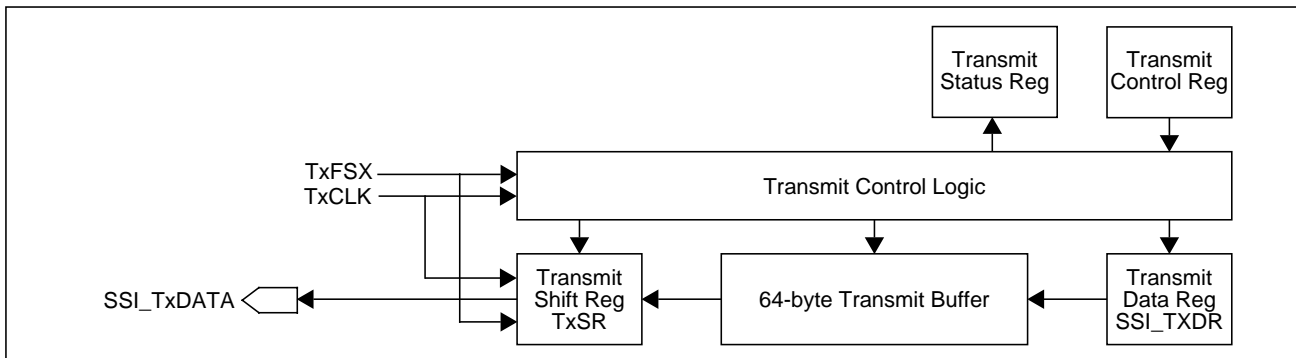 Transmit
Status Reg
Transmit
Control Reg
TxFSX
TxCLK
Transmit Control Logic
SSI_TxDATA
Transmit
Shift Reg
TxSR
64-byte Transmit Buffer
Transmit
Data Reg
SSI_TXDR